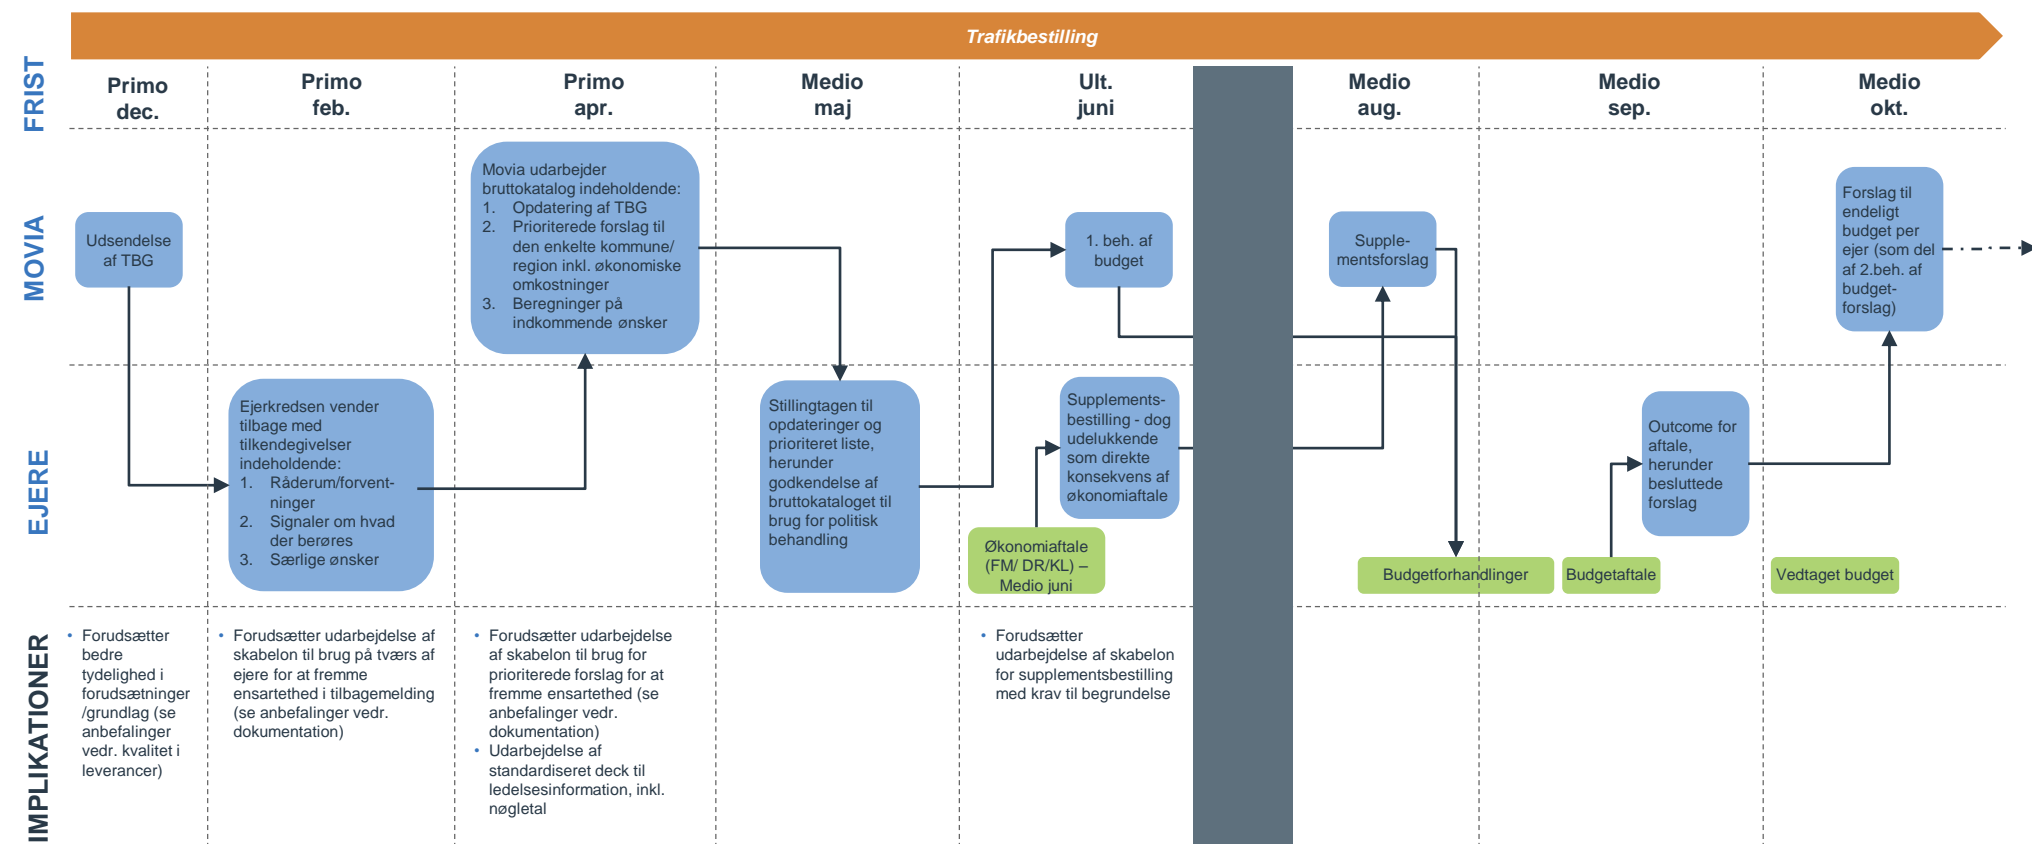 Trafikbestilling
FRIST
Primo
dec.
Primo
feb.
Primo
apr.
Medio
maj
Ult.
juni
Medio
aug.
Medio
sep.
Medio
okt.
MOVIA
Udsendelse
af TBG
Movia udarbejder
bruttokatalog indeholdende:
1. Opdatering af TBG
2. Prioriterede forslag til
den enkelte kommune/
region inkl. økonomiske
omkostninger
3. Beregninger på
indkommende ønsker
1. beh. af
budget
Supple-
mentsforslag
Forslag til
endeligt
budget per
ejer (som del
af 2.beh. af
budget-
forslag)
EJERE
Ejerkredsen vender
tilbage med
tilkendegivelser
indeholdende:
1. Råderum/forvent-
ninger
2. Signaler om hvad
der berøres
3. Særlige ønsker
Stillingtagen til
opdateringer og
prioriteret liste,
herunder
godkendelse af
bruttokataloget til
brug for politisk
behandling
Supplements-
bestilling - dog
udelukkende
som direkte
konsekvens af
økonomiaftale
Økonomiaftale
(FM/ DR/KL) –
Medio juni
Outcome for
aftale,
herunder
besluttede
forslag
Budgetforhandlinger
Budgetaftale
Vedtaget budget
IMPLIKATIONER
• Forudsætter
bedre
tydelighed i
forudsætninger
/grundlag (se
anbefalinger
vedr. kvalitet i
leverancer)
• Forudsætter udarbejdelse af
skabelon til brug på tværs af
ejere for at fremme
ensartethed i tilbagemelding
(se anbefalinger vedr.
dokumentation)
• Forudsætter udarbejdelse
af skabelon til brug for
prioriterede forslag for at
fremme ensartethed (se
anbefalinger vedr.
dokumentation)
• Udarbejdelse af
standardiseret deck til
ledelsesinformation, inkl.
nøgletal
• Forudsætter
udarbejdelse af skabelon
for supplementsbestilling
med krav til begrundelse